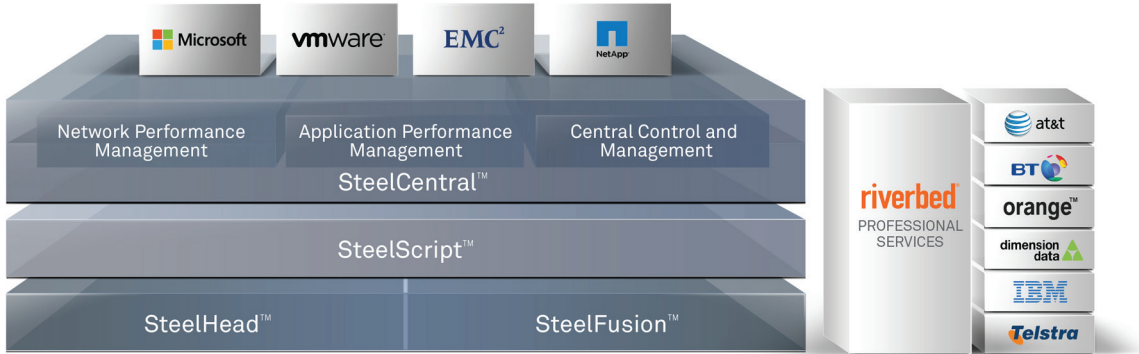 Microsoft
vmware
EMC²
NetApp
Network Performance
Management
Application Performance
Management
Central Control and
Management
SteelCentral™
SteelScript™
SteelHead™
SteelFusion™
riverbed®
PROFESSIONAL
SERVICES
at&t
BT
orange™
dimension
data
IBM
Telstra